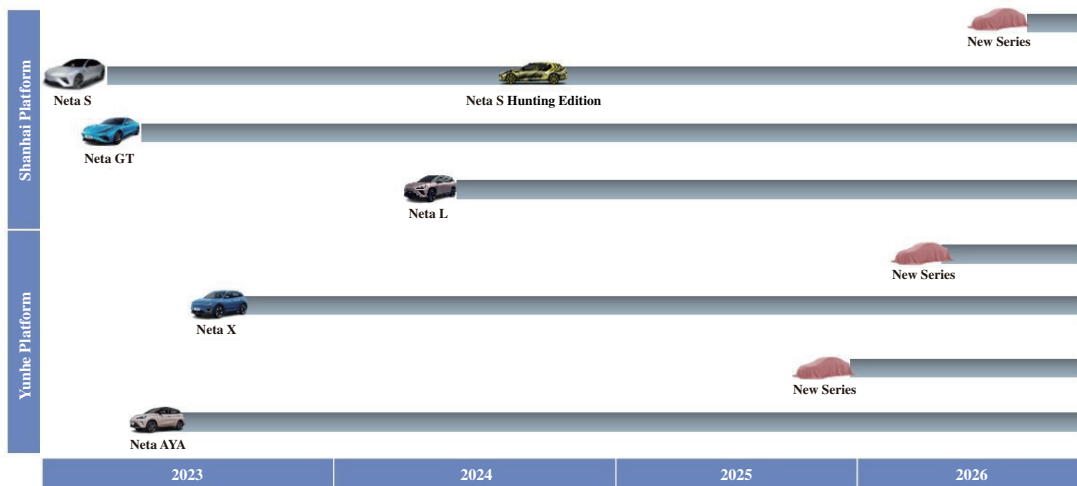 Shanhai Platform
New Series
Neta S
Neta S Hunting Edition
Neta GT
Neta L
Yunhe Platform
New Series
Neta X
New Series
Neta AYA
2023
2024
2025
2026